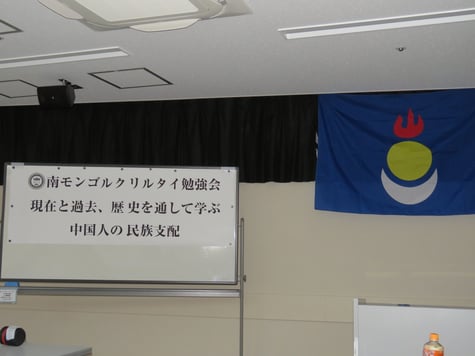 南モンゴルクリルタイ勉強会
現在と過去、歴史を通して学ぶ
中国人の民族支配